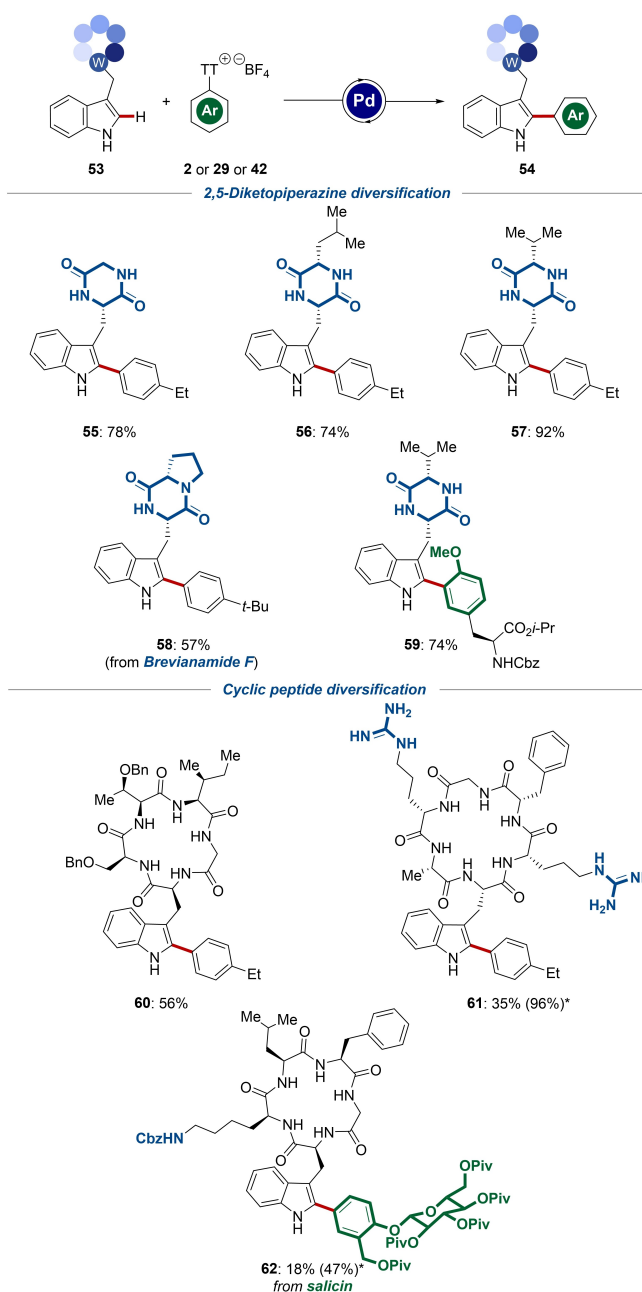 W
TT⊕ ⊖BF4
H
N
H
+
Ar
Pd
W
N
H
Ar
53
2 or 29 or 42
54
2,5-Diketopiperazine diversification
O
NH
HN
O
N
H
Et
55: 78%
Me
Me
O
NH
HN
O
N
H
Et
56: 74%
Me
Me
O
NH
HN
O
N
H
Et
57: 92%
O
N
HN
O
N
H
t-Bu
58: 57%
(from Brevianamide F)
Me
Me
O
NH
HN
O
MeO
N
H
CO2i-Pr
NHCbz
59: 74%
Cyclic peptide diversification
Me
OBn
O
Me
Me
N
H
NH
O
O
HN
BnO
NH
HN
O
O
N
H
Et
60: 56%
NH2
HN
NH
O
O
NH
NH
HN
O
O
NH
O
Me
HN
HN
O
H
N
H2N
O
N
H
Et
61: 35% (96%)*
Me
Me
O
NH
N
H
O
O
HN
CbzHN
NH
HN
O
O
N
H
OPiv
O
OPiv
O
OPiv
OPiv
OPiv
62: 18% (47%)*
from salicin